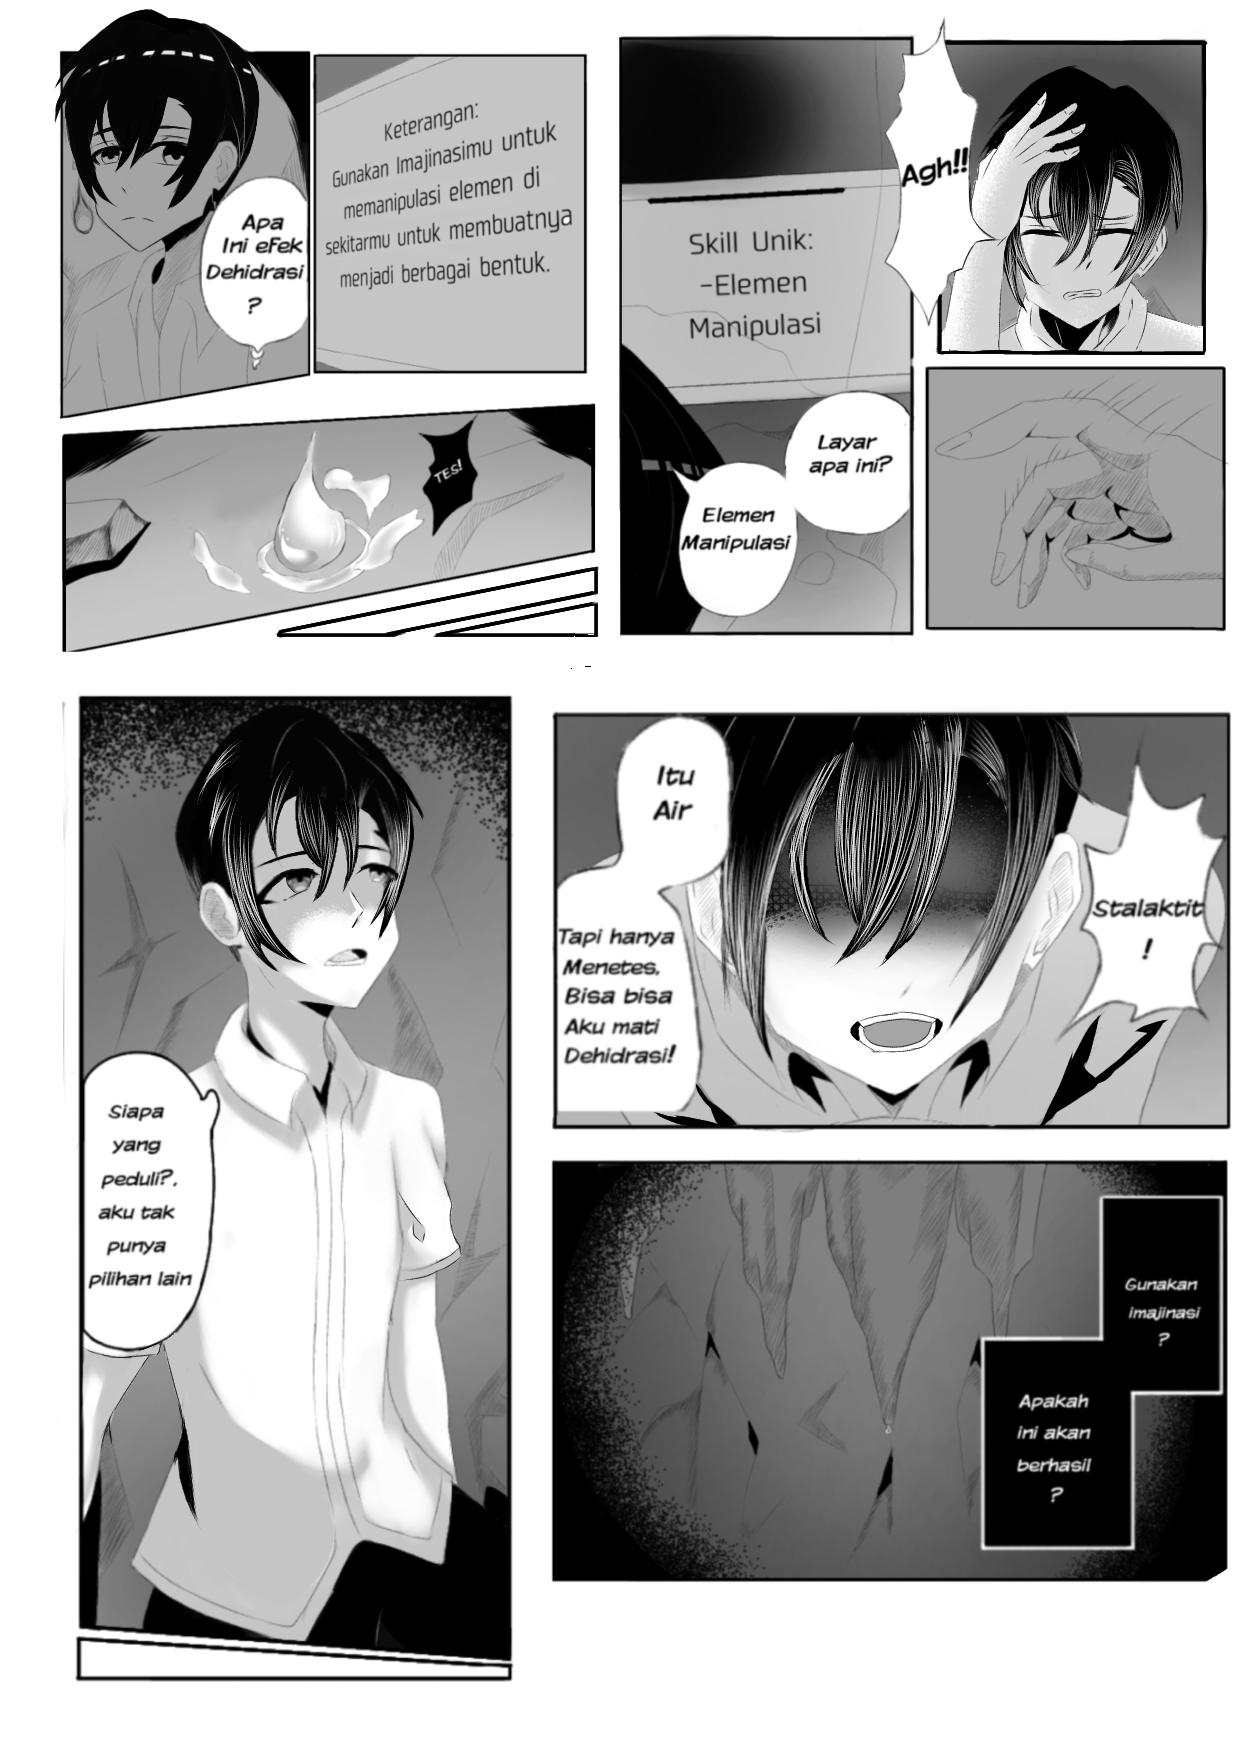 Agh!!
Skill Unik:
-Elemen
Manipulasi
Layar
apa ini?
Elemen
Manipulasi
Keterangan:
Gunakan Imajinasimu untuk
memanipulasi elemen di
sekitarmu untuk membuatnya
menjadi berbagai bentuk.
Apa
Ini eFek
Dehidrasi
?
TES!
Stalaktit
!
Itu
Air
Tapi hanya
Menetes,
Bisa bisa
Aku mati
Dehidrasi!
Gunakan
imajinasi
?
Apakah
ini akan
berhasil
?
Siapa
yang
peduli?,
aku tak
punya
pilihan lain